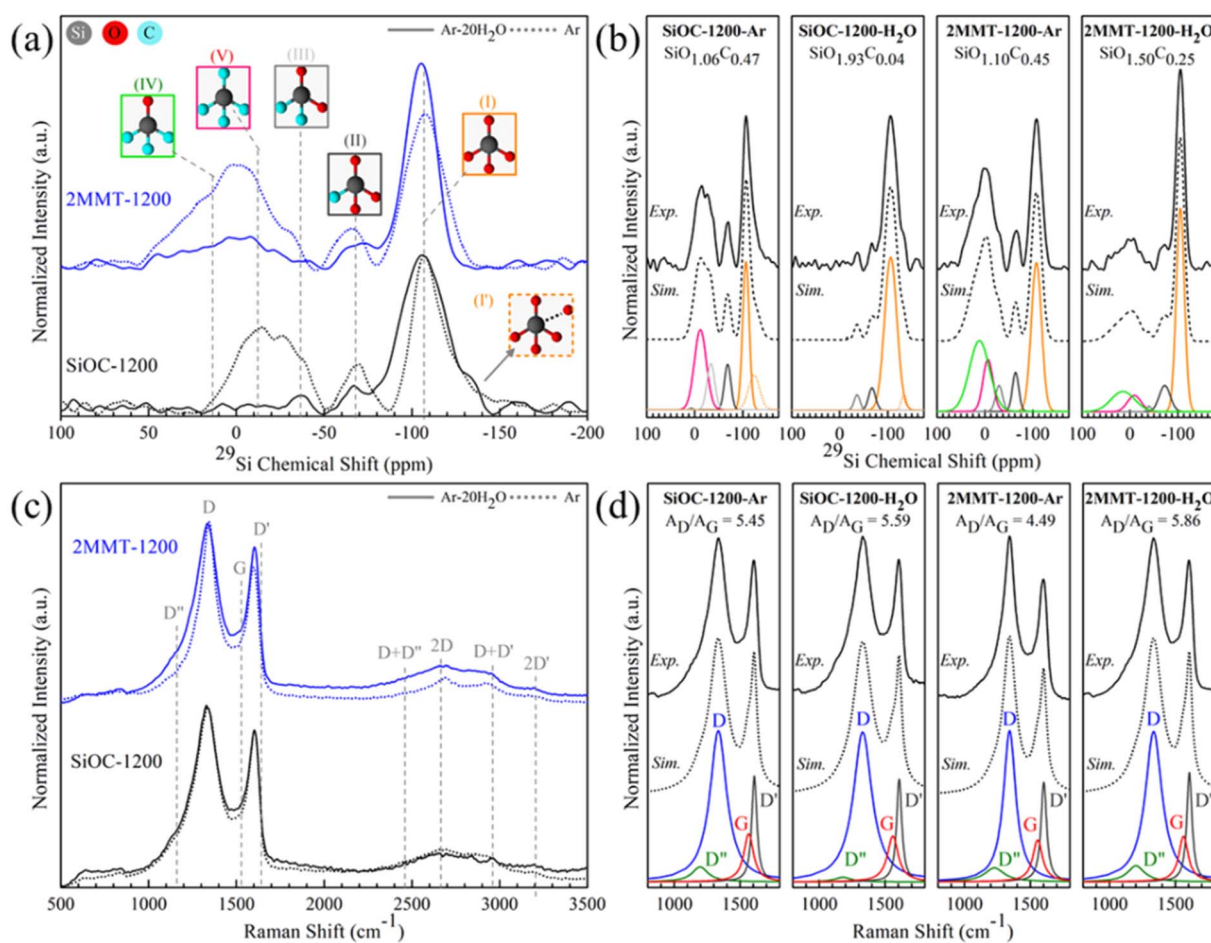 (a)
Si O C
Ar-20H2O Ar
(V)
(IV)
(III)
(II)
(I)
2MMT-1200
(I')
SiOC-1200
Normalized Intensity (a.u.)
100 50 0 -50 -100 -150 -200
29Si Chemical Shift (ppm)
(b)
SiOC-1200-Ar SiOC-1200-H2O 2MMT-1200-Ar 2MMT-1200-H2O
SiO1.06C0.47 SiO1.93C0.04 SiO1.10C0.45 SiO1.50C0.25
Exp. Exp.
Sim. Sim.
Normalized Intensity (a.u.)
100 0 -100 100 0 -100 100 0 -100 100 0 -100
29Si Chemical Shift (ppm)
(c)
Ar-20H2O Ar
D
D'
2MMT-1200
G
D"
D+D" 2D D+D' 2D'
SiOC-1200
Normalized Intensity (a.u.)
500 1000 1500 2000 2500 3000 3500
Raman Shift (cm-1)
(d)
SiOC-1200-Ar SiOC-1200-H2O 2MMT-1200-Ar 2MMT-1200-H2O
AD/AG = 5.45 AD/AG = 5.59 AD/AG = 4.49 AD/AG = 5.86
Exp. Exp.
Sim. Sim.
D D D D
D' D' D' D'
G G G G
D" D" D" D"
Normalized Intensity (a.u.)
1000 1500 1000 1500 1000 1500 1000 1500
Raman Shift (cm-1)